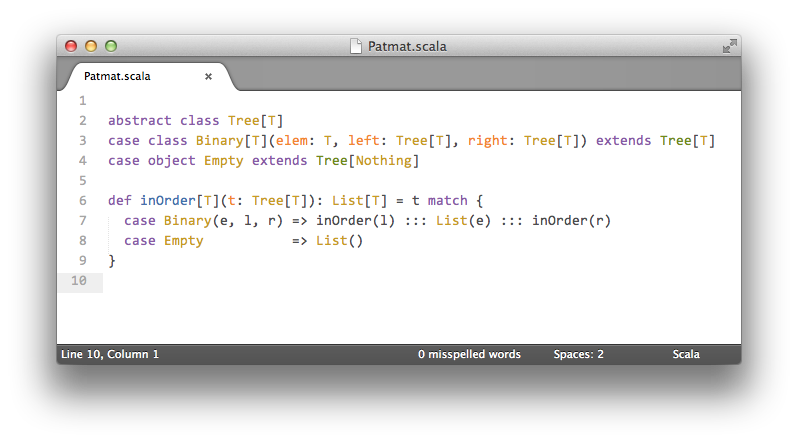 Patmat.scala
Patmat.scala ×
1
2 abstract class Tree[T]
3 case class Binary[T](elem: T, left: Tree[T], right: Tree[T]) extends Tree[T]
4 case object Empty extends Tree[Nothing]
5
6 def inOrder[T](t: Tree[T]): List[T] = t match {
7   case Binary(e, l, r) => inOrder(l) ::: List(e) ::: inOrder(r)
8   case Empty           => List()
9 }
10
Line 10, Column 1 0 misspelled words Spaces: 2 Scala